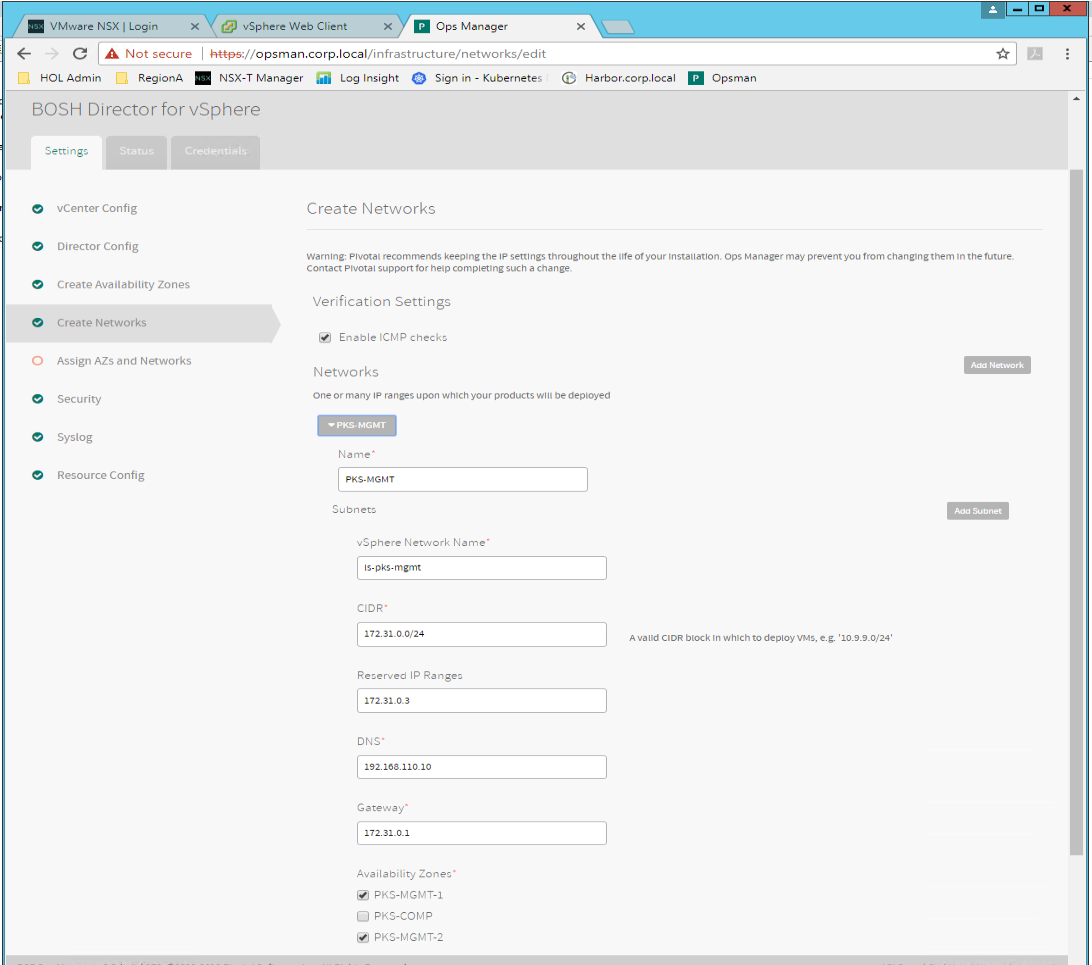 VMware NSX | Login
vSphere Web Client
Ops Manager
Not secure | https://opsman.corp.local/infrastructure/networks/edit
HOL Admin RegionA NSX-T Manager Log Insight Sign in - Kubernetes Harbor.corp.local Opsman
BOSH Director for vSphere
Settings Status Credentials
vCenter Config
Director Config
Create Availability Zones
Create Networks
Assign AZs and Networks
Security
Syslog
Resource Config
Create Networks
Warning: Pivotal recommends keeping the IP settings throughout the life of your installation. Ops Manager may prevent you from changing them in the future.
Contact Pivotal support for help completing such a change.
Verification Settings
Enable ICMP checks
Networks
Add Network
One or many IP ranges upon which your products will be deployed
PKS-MGMT
Name*
PKS-MGMT
Subnets
Add Subnet
vSphere Network Name*
ls-pks-mgmt
CIDR*
172.31.0.0/24
A valid CIDR block in which to deploy VMs, e.g. '10.9.9.0/24'
Reserved IP Ranges
172.31.0.3
DNS*
192.168.110.10
Gateway*
172.31.0.1
Availability Zones*
PKS-MGMT-1
PKS-COMP
PKS-MGMT-2